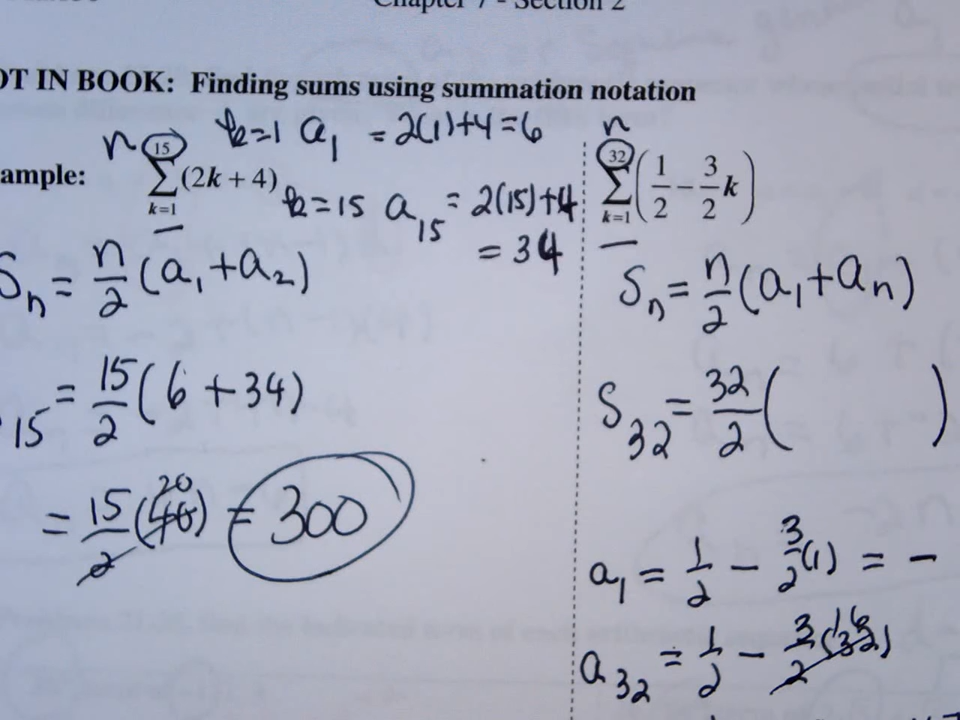 Chapter 7 - Section 2
OT IN BOOK: Finding sums using summation notation
ample:
n 15
∑ (2k + 4)
k=1
k=1 a₁ = 2(1)+4 = 6
k=15 a₁₅ = 2(15)+4
= 34
Sₙ = n/2 (a₁ + a₂)
15 = 15/2 (6 + 34)
= 15/2 (40) 20 = 300
n
32
∑ (1/2 - 3/2 k)
k=1
Sₙ = n/2 (a₁ + aₙ)
S₃₂ = 32/2 ( )
a₁ = 1/2 - 3/2 (1) = -
a₃₂ = 1/2 - 3/2 (32) 16